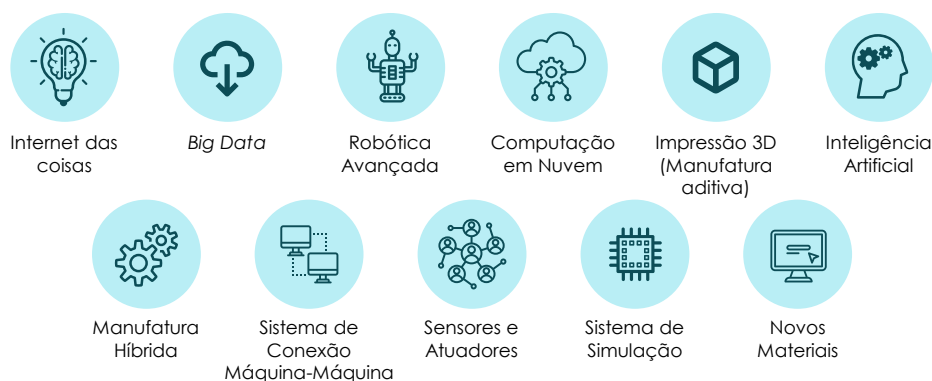 Internet das
coisas
Big Data
Robótica
Avançada
Computação
em Nuvem
Impressão 3D
(Manufatura
aditiva)
Inteligência
Artificial
Manufatura
Híbrida
Sistema de
Conexão
Máquina-Máquina
Sensores e
Atuadores
Sistema de
Simulação
Novos
Materiais